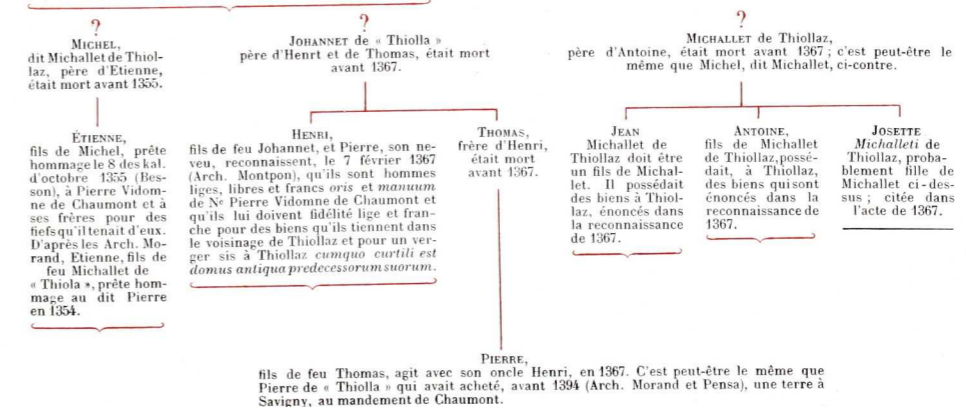 ?
MICHEL,
dit Michallet de Thiol-
laz, père d'Etienne,
était mort avant 1355.
?
JOHANNET de « Thiolla »
père d'Henrt et de Thomas, était mort
avant 1367.
?
MICHALLET de Thiollaz,
père d'Antoine, était mort avant 1367 ; c'est peut-être le
même que Michel, dit Michallet, ci-contre.
ÉTIENNE,
fils de Michel, prête
hommage le 8 des kal.
d'octobre 1355 (Bes-
son), à Pierre Vidom-
ne de Chaumont et à
ses frères pour des
fiefs qu'il tenait d'eux.
D'après les Arch. Mo-
rand, Etienne, fils de
feu Michallet de
« Thiola », prête hom-
mage au dit Pierre
en 1354.
HENRI,
fils de feu Johannet, et Pierre, son ne-
veu, reconnaissent, le 7 février 1367
(Arch. Montpon), qu'ils sont hommes
liges, libres et francs oris et manuum
de Ne Pierre Vidomne de Chaumont et
qu'ils lui doivent fidélité lige et fran-
che pour des biens qu'ils tiennent dans
le voisinage de Thiollaz et pour un ver-
ger sis à Thiollaz cumquo curtili est
domus antiqua predecessorum suorum.
THOMAS,
frère d'Henri,
était mort
avant 1367.
JEAN
Michallet de
Thiollaz doit être
un fils de Michal-
let. Il possédait
des biens à Thiol-
laz, énoncés dans
la reconnaissance
de 1367.
ANTOINE,
fils de Michallet
de Thiollaz, possé-
dait, à Thiollaz,
des biens qui sont
énoncés dans la
reconnaissance de
1367.
JOSETTE
Michalleti de
Thiollaz, proba-
blement fille de
Michallet ci-des-
sus ; citée dans
l'acte de 1367.
PIERRE,
fils de feu Thomas, agit avec son oncle Henri, en 1367. C'est peut-être le même que
Pierre de « Thiolla » qui avait acheté, avant 1394 (Arch. Morand et Pensa), une terre à
Savigny, au mandement de Chaumont.